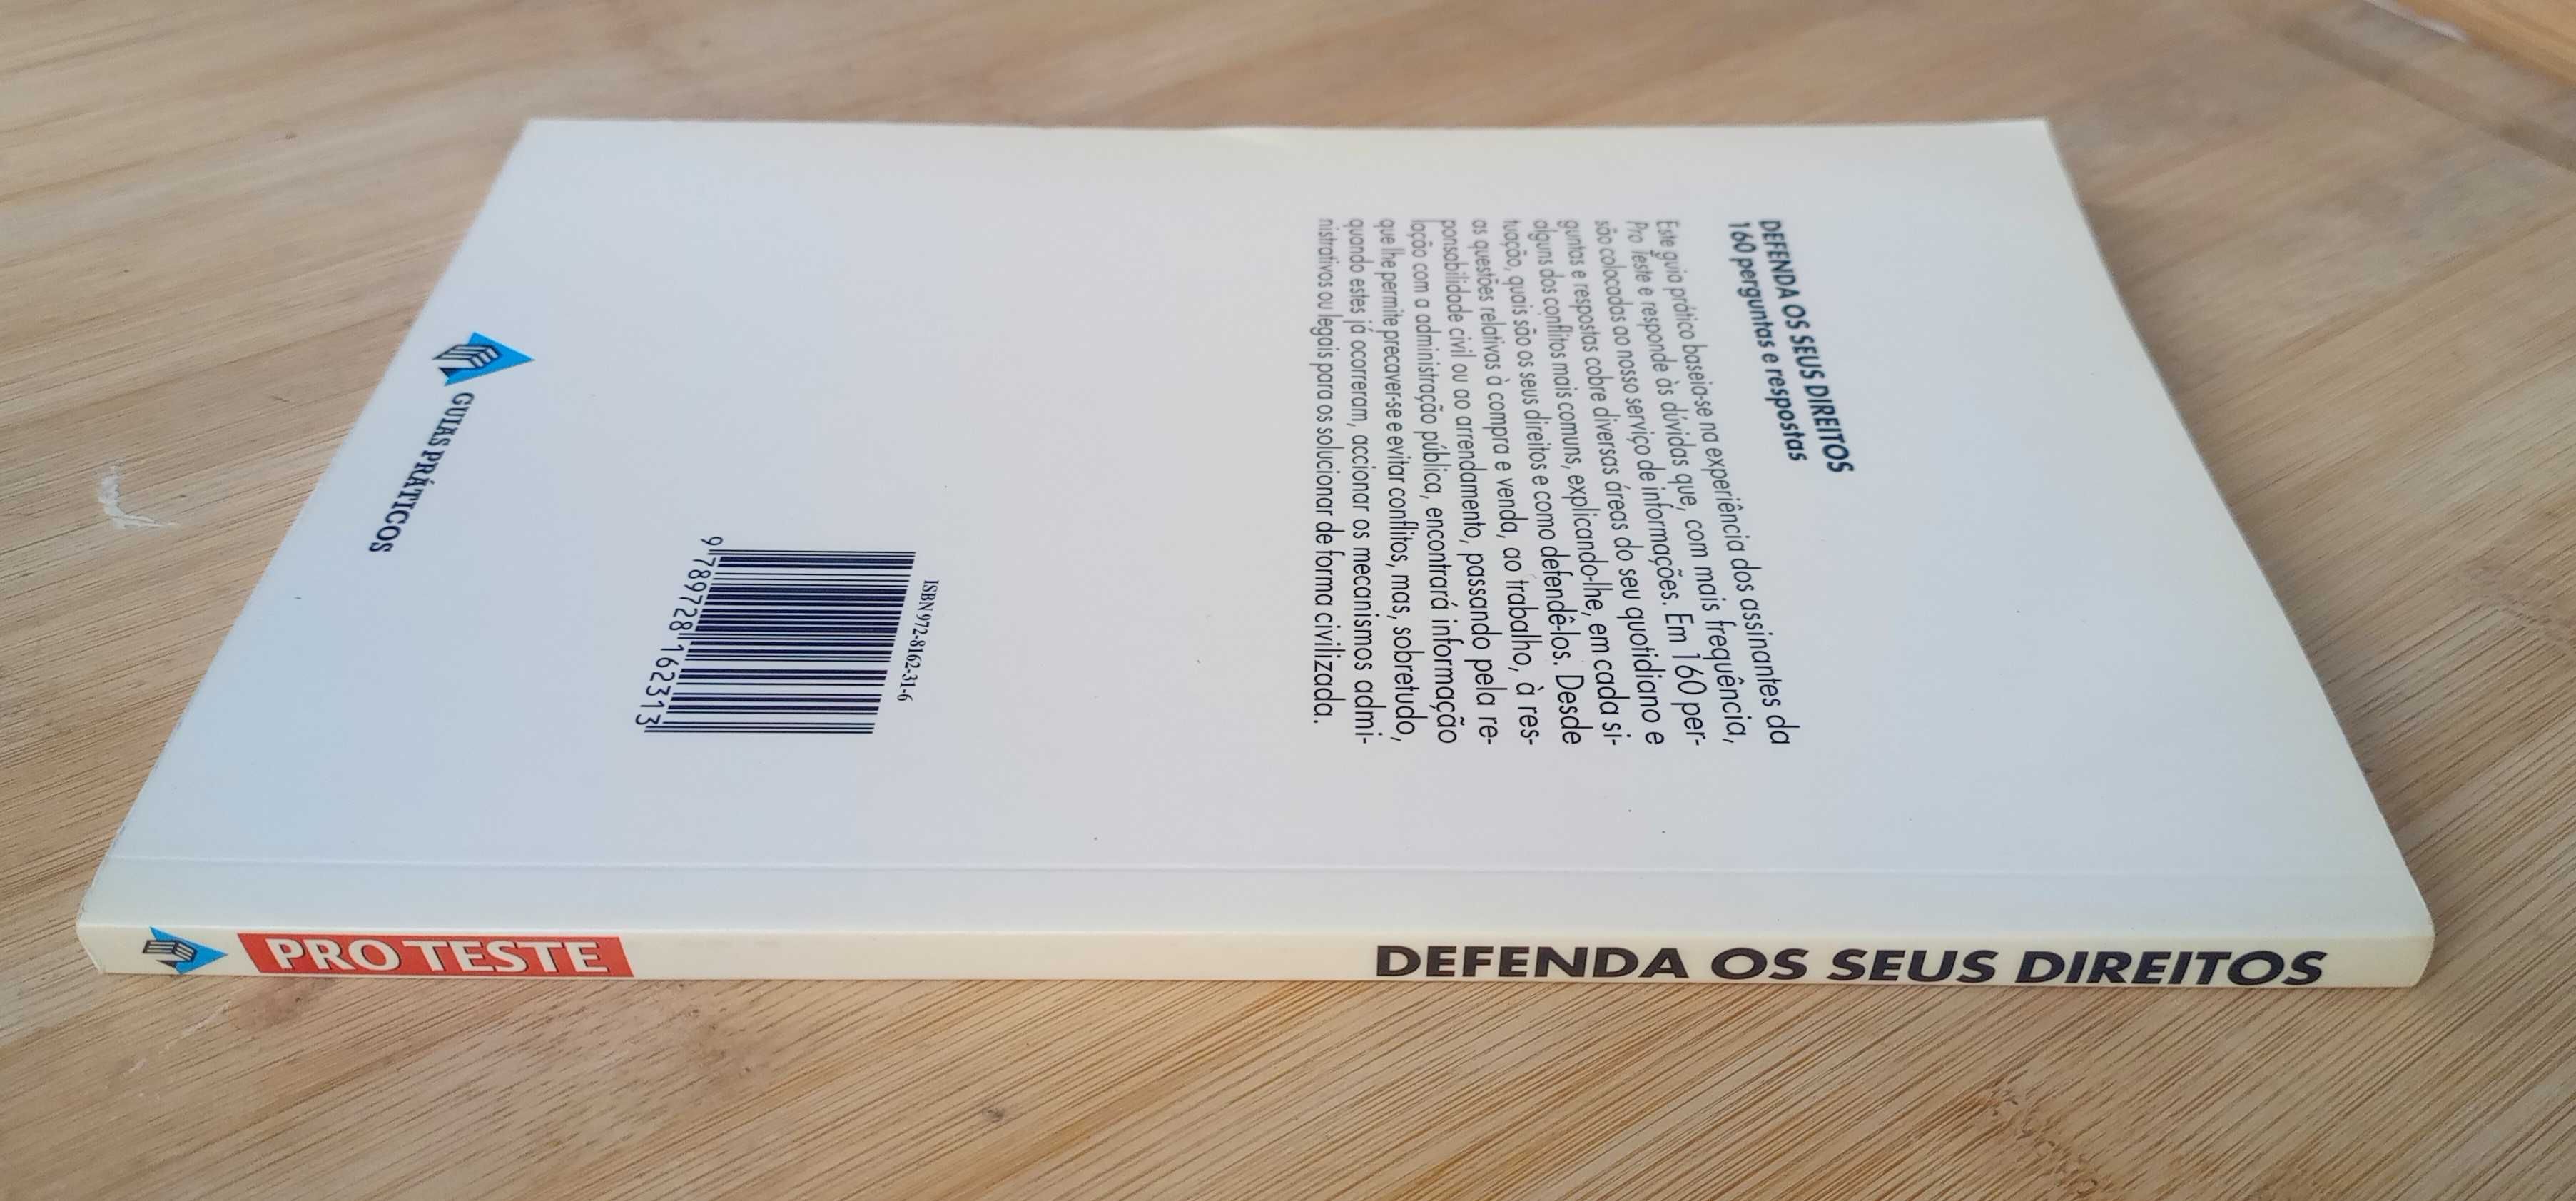 DEFENDA OS SEUS DIREITOS
160 perguntas e respostas
Este guia prático baseia-se na experiência dos assinantes da
Pro Teste e responde às dúvidas que, com mais frequência,
são colocadas ao nosso serviço de informações. Em 160 per-
guntas e respostas cobre diversas áreas do seu quotidiano e
alguns dos conflitos mais comuns, explicando-lhe, em cada si-
tuação, quais são os seus direitos e como defendê-los. Desde
as questões relativas à compra e venda, ao trabalho, à res-
ponsabilidade civil ou ao arrendamento, passando pela re-
lação com a administração pública, encontrará informação
que lhe permite precaver-se e evitar conflitos, mas, sobretudo,
quando estes já ocorreram, accionar os mecanismos admi-
nistrativos ou legais para os solucionar de forma civilizada.
ISBN 972-8162-31-6
9 789728 162313
GUIAS PRÁTICOS
PRO TESTE
DEFENDA OS SEUS DIREITOS